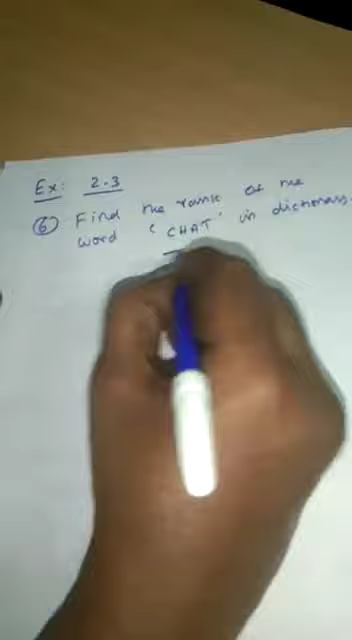 Ex: 2.3
(6) Find the rank of the
word 'CHAT' in dictionary.